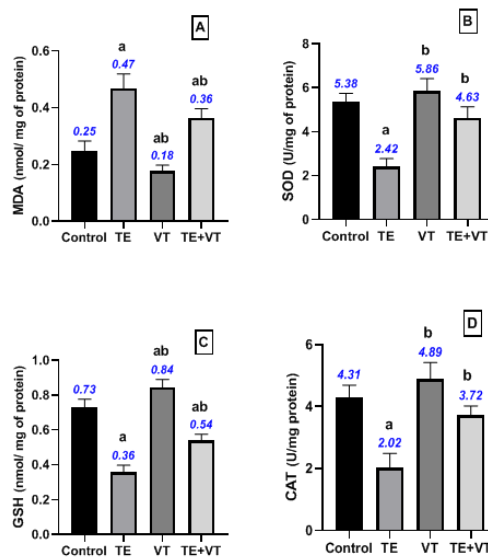 A
MDA (nmol/ mg of protein)
0.6
0.4
0.2
0.0
a
0.47
ab
0.36
0.25
ab
0.18
Control TE VT TE+VT
B
SOD (U/mg of protein)
8
6
4
2
0
b
5.86
5.38
b
4.63
a
2.42
Control TE VT TE+VT
C
GSH (nmol/ mg of protein)
1.0
0.8
0.6
0.4
0.2
0.0
ab
0.84
0.73
ab
0.54
a
0.36
Control TE VT TE+VT
D
CAT (U/mg protein)
6
4
2
0
b
4.89
4.31
b
3.72
a
2.02
Control TE VT TE+VT